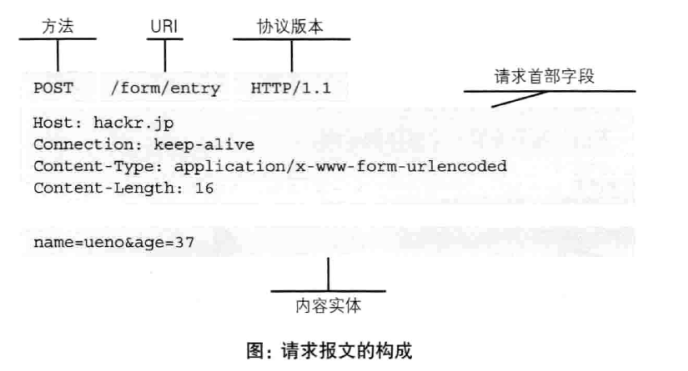 方法 URI 协议版本
请求首部字段
POST /form/entry HTTP/1.1
Host: hackr.jp
Connection: keep-alive
Content-Type: application/x-www-form-urlencoded
Content-Length: 16
name=ueno&age=37
内容实体
图：请求报文的构成